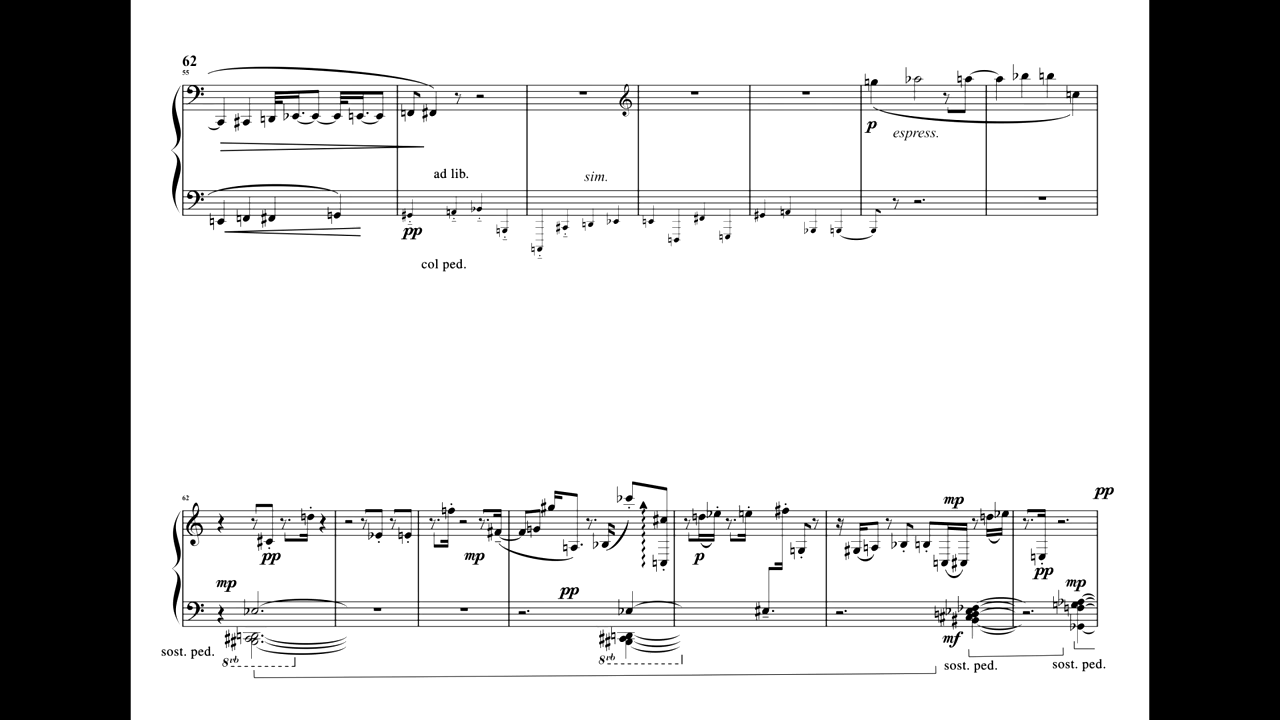 62
55
ad lib.
sim.
p
espress.
pp
col ped.
62
mp
pp
pp
mp
p
mp
pp
pp
mf
mp
sost. ped.
8vb
8vb
sost. ped.
sost. ped.